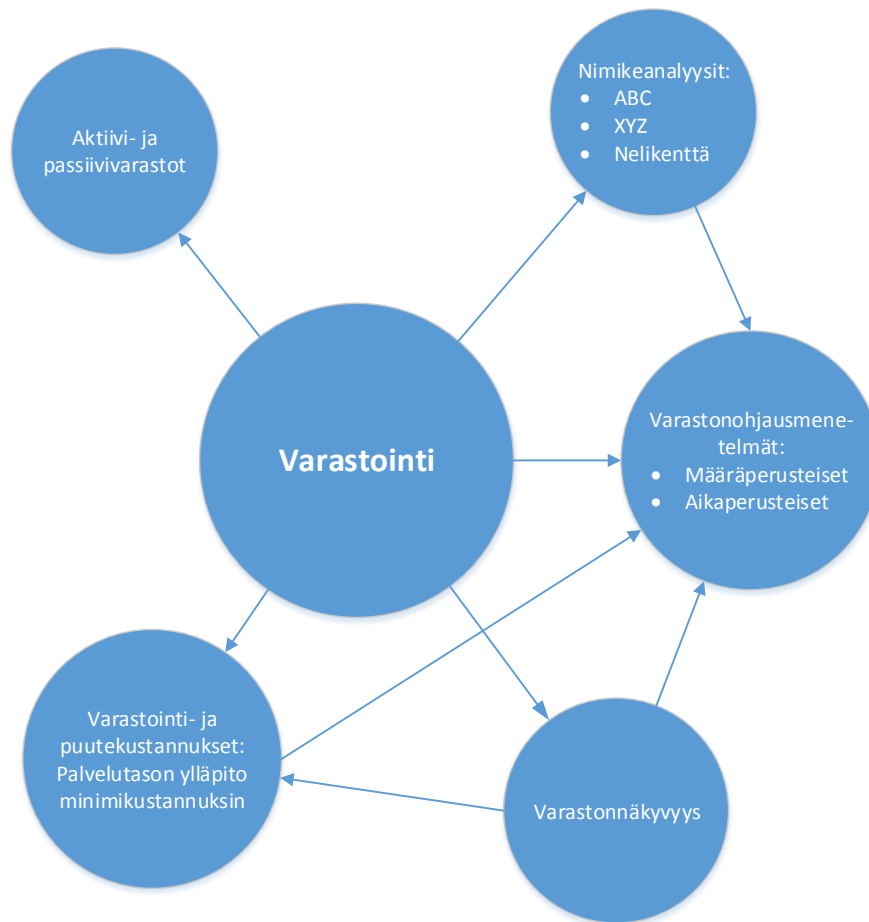 Nimikeanalyysit:
• ABC
• XYZ
• Nelikenttä
Aktiivi- ja
passiivivarastot
Varastointi
Varastonohjausmene-
telmät:
• Määräperusteiset
• Aikaperusteiset
Varastointi- ja
puutekustannukset:
Palvelutason ylläpito
minimikustannuksin
Varastonnäkyvyys